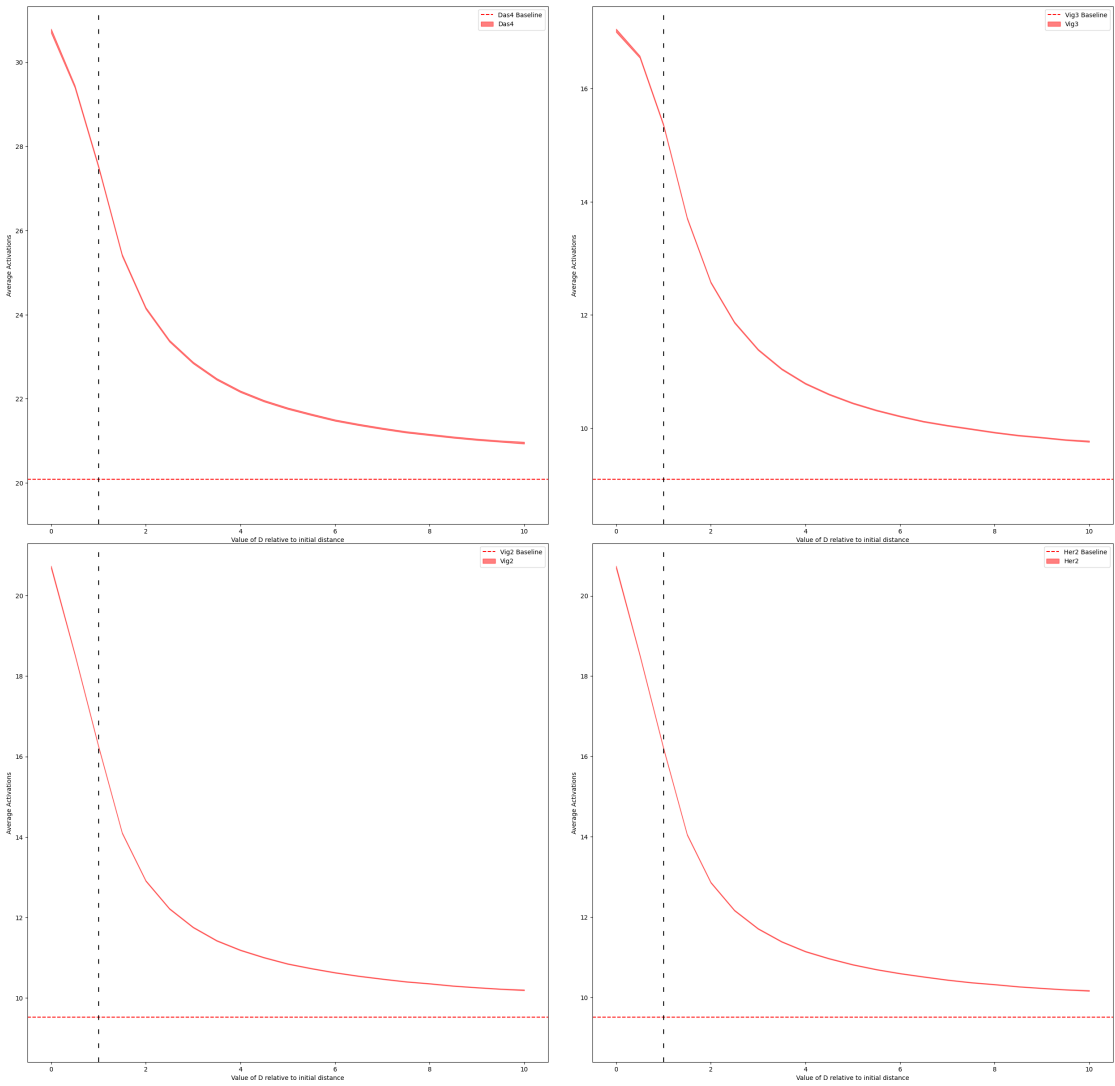 Das4 Baseline
Das4
30
28
26
24
22
20
Average Activations
0 2 4 6 8 10
Value of D relative to initial distance
Vig3 Baseline
Vig3
16
14
12
10
Average Activations
0 2 4 6 8 10
Value of D relative to initial distance
Vig2 Baseline
Vig2
20
18
16
14
12
10
Average Activations
0 2 4 6 8 10
Value of D relative to initial distance
Her2 Baseline
Her2
20
18
16
14
12
10
Average Activations
0 2 4 6 8 10
Value of D relative to initial distance